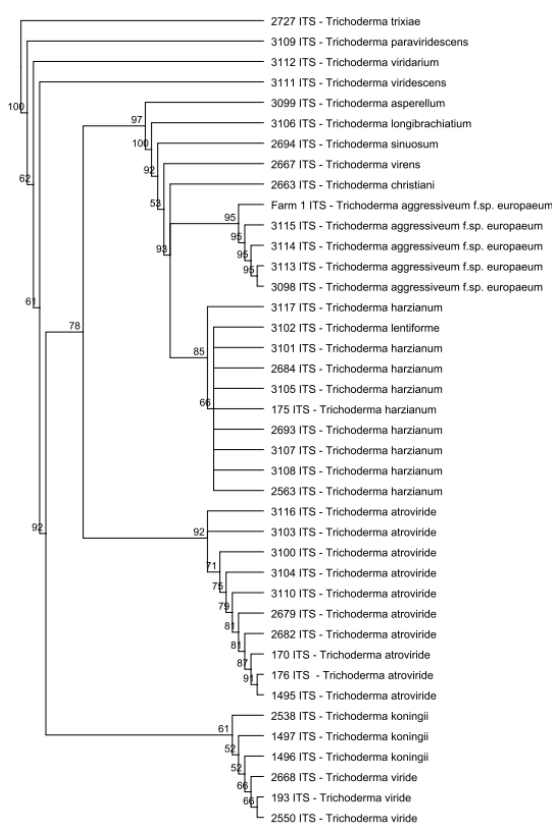 2727 ITS - Trichoderma trixiae
3109 ITS - Trichoderma paraviridescens
3112 ITS - Trichoderma viridarium
3111 ITS - Trichoderma viridescens
3099 ITS - Trichoderma asperellum
97
3106 ITS - Trichoderma longibrachiatium
100
100
2694 ITS - Trichoderma sinuosum
92
2667 ITS - Trichoderma virens
62
2663 ITS - Trichoderma christiani
53
Farm 1 ITS - Trichoderma aggressiveum f.sp. europaeum
95
3115 ITS - Trichoderma aggressiveum f.sp. europaeum
95
93
3114 ITS - Trichoderma aggressiveum f.sp. europaeum
95
3113 ITS - Trichoderma aggressiveum f.sp. europaeum
3098 ITS - Trichoderma aggressiveum f.sp. europaeum
61
3117 ITS - Trichoderma harzianum
78
3102 ITS - Trichoderma lentiforme
3101 ITS - Trichoderma harzianum
85
2684 ITS - Trichoderma harzianum
3105 ITS - Trichoderma harzianum
66
175 ITS - Trichoderma harzianum
2693 ITS - Trichoderma harzianum
3107 ITS - Trichoderma harzianum
3108 ITS - Trichoderma harzianum
2563 ITS - Trichoderma harzianum
3116 ITS - Trichoderma atroviride
92
92
3103 ITS - Trichoderma atroviride
3100 ITS - Trichoderma atroviride
71
3104 ITS - Trichoderma atroviride
75
3110 ITS - Trichoderma atroviride
79
2679 ITS - Trichoderma atroviride
81
2682 ITS - Trichoderma atroviride
81
170 ITS - Trichoderma atroviride
87
176 ITS - Trichoderma atroviride
91
1495 ITS - Trichoderma atroviride
2538 ITS - Trichoderma koningii
61
1497 ITS - Trichoderma koningii
52
1496 ITS - Trichoderma koningii
52
2668 ITS - Trichoderma viride
66
193 ITS - Trichoderma viride
66
2550 ITS - Trichoderma viride